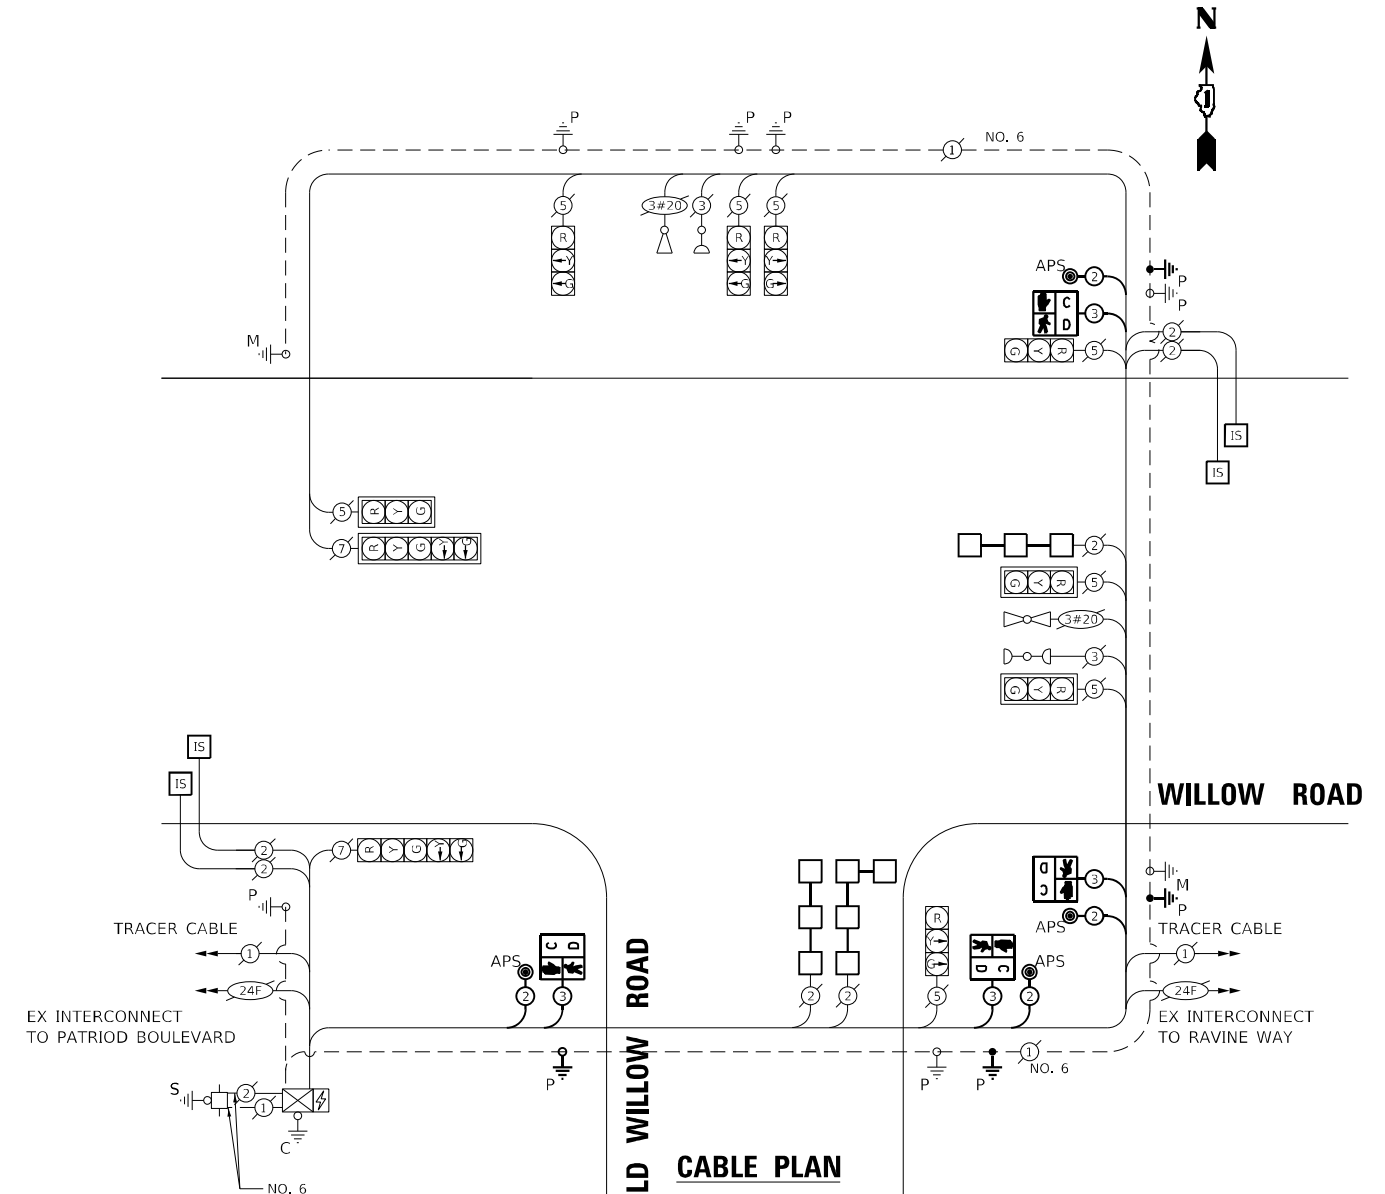 N
P
P
P
1
NO. 6
5
3#20
3
5
5
R
R
R
Y
Y
Y
G
G
G
APS
2
P
C
D
3
P
M
G Y R
5
2
2
IS
IS
5
R Y G
7
R Y G Y G
2
G Y R
5
3#20
3
G Y R
5
IS
IS
WILLOW ROAD
2
2
7
R Y G Y G
D
C
3
M
P
P
APS
2
TRACER CABLE
1
TRACER CABLE
1
R
Y
G
C D
APS
D C
APS
24F
24F
2
3
2
2
5
3
2
EX INTERCONNECT
TO PATRIOD BOULEVARD
EX INTERCONNECT
TO RAVINE WAY
1
NO. 6
P
P
P
S
2
1
C
NO. 6
LD WILLOW ROAD
CABLE PLAN